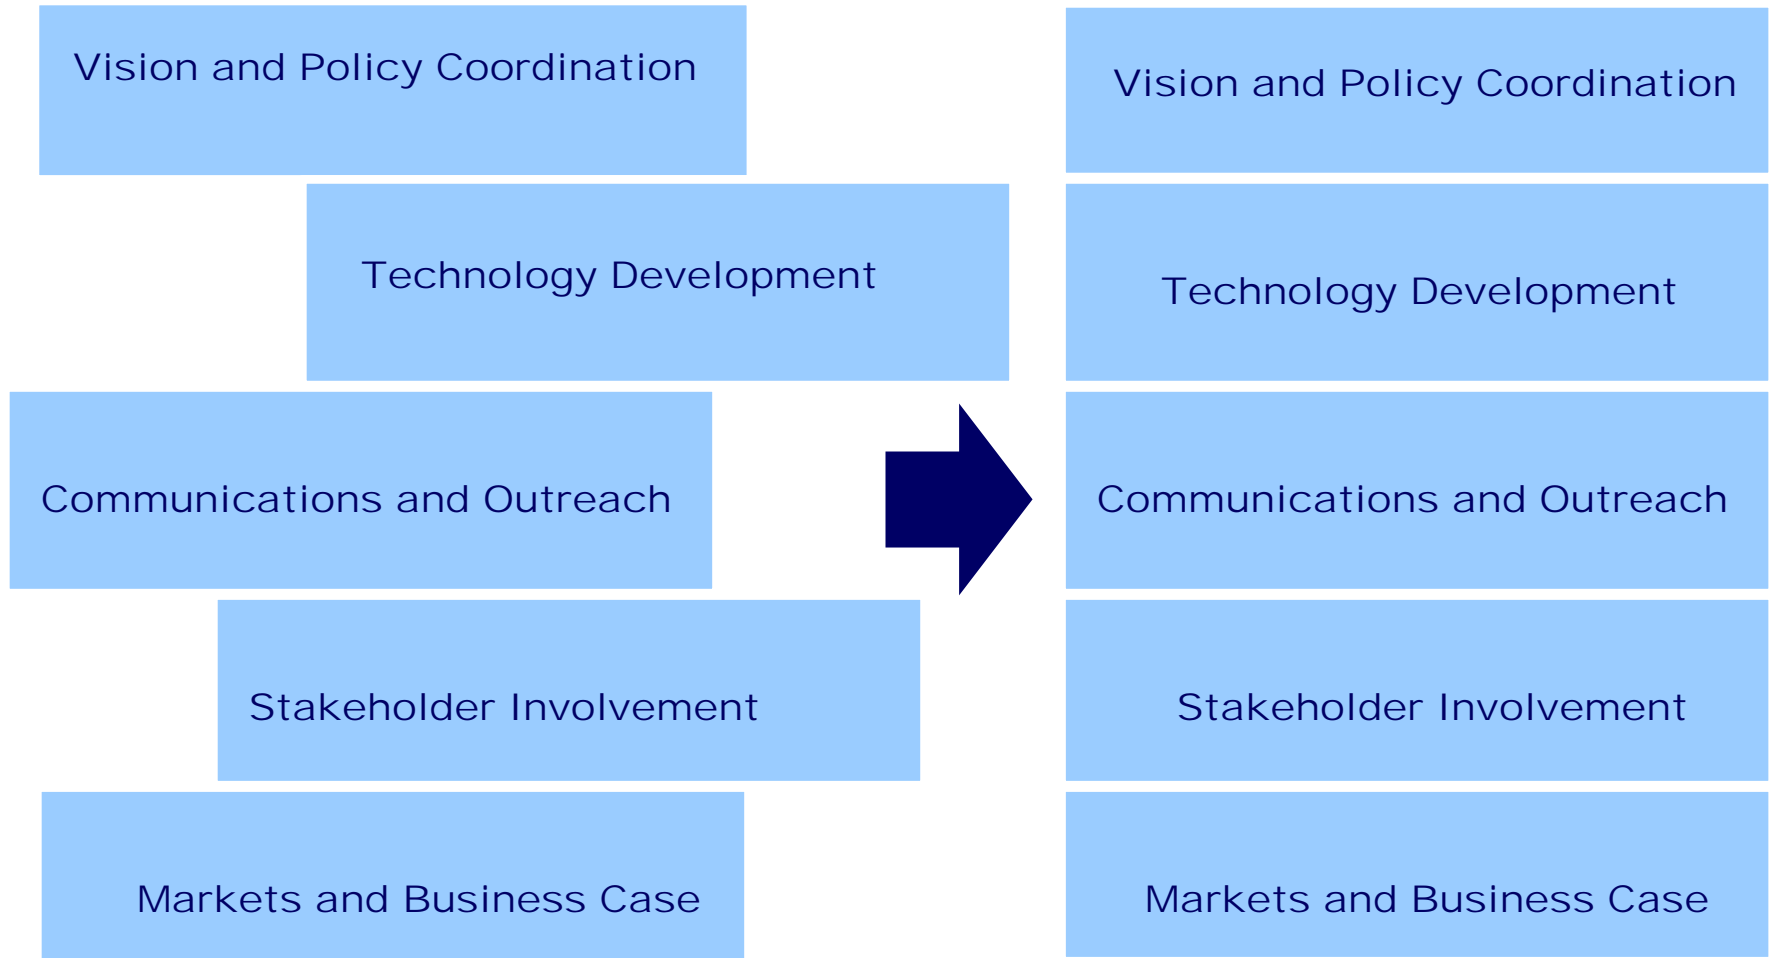 Vision and Policy Coordination
Technology Development
Communications and Outreach
Stakeholder Involvement
Markets and Business Case
Vision and Policy Coordination
Technology Development
Communications and Outreach
Stakeholder Involvement
Markets and Business Case